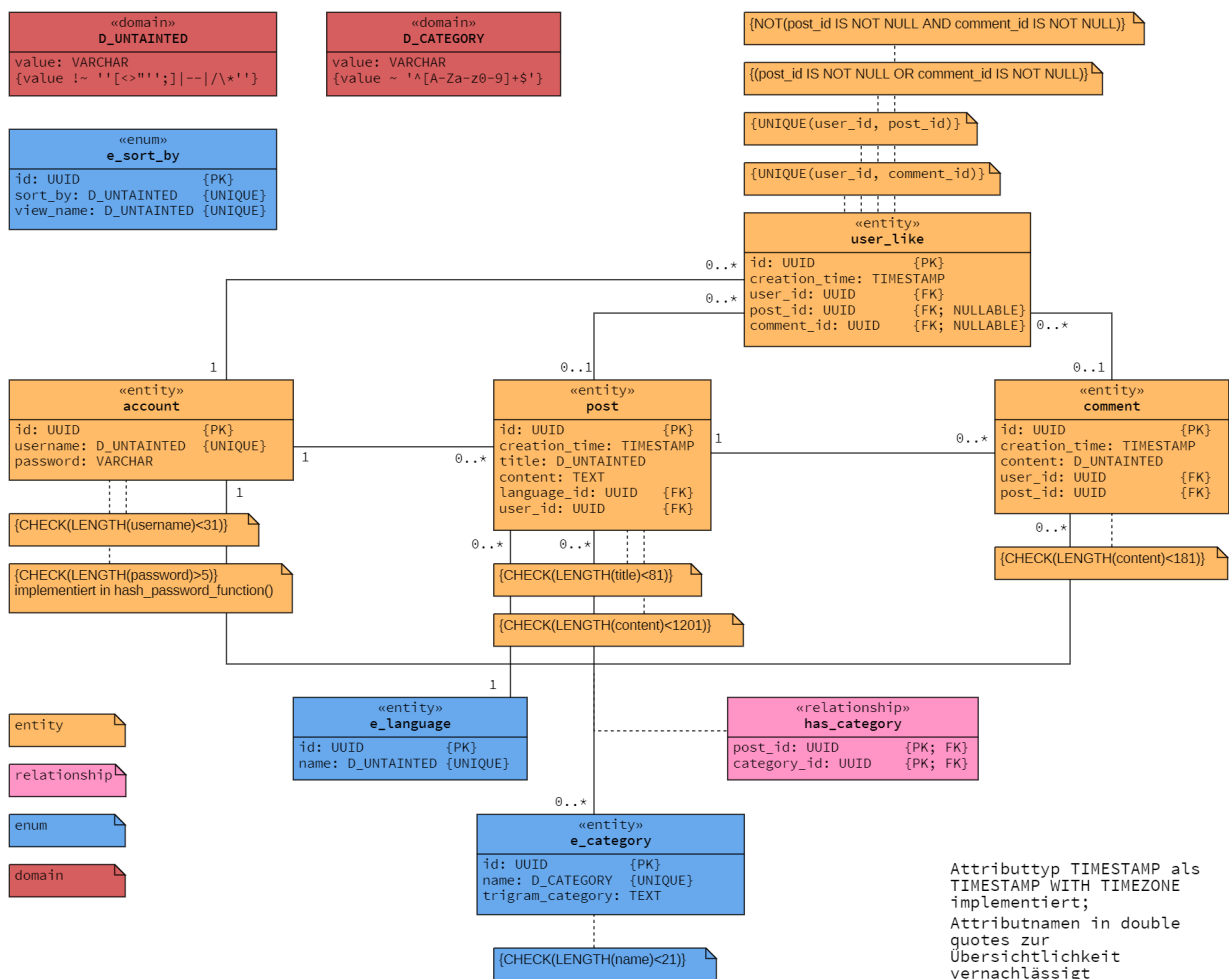 «domain»
D_UNTAINTED
value: VARCHAR
{value !~ ''[<>"'';]|--|/\*''}
«domain»
D_CATEGORY
value: VARCHAR
{value ~ '^[A-Za-z0-9]+$'}
{NOT(post_id IS NOT NULL AND comment_id IS NOT NULL)}
{(post_id IS NOT NULL OR comment_id IS NOT NULL)}
{UNIQUE(user_id, post_id)}
{UNIQUE(user_id, comment_id)}
«enum»
e_sort_by
id: UUID {PK}
sort_by: D_UNTAINTED {UNIQUE}
view_name: D_UNTAINTED {UNIQUE}
«entity»
user_like
id: UUID {PK}
creation_time: TIMESTAMP
user_id: UUID {FK}
post_id: UUID {FK; NULLABLE}
comment_id: UUID {FK; NULLABLE}
0..*
0..*
0..*
1
0..1
0..1
«entity»
account
id: UUID {PK}
username: D_UNTAINTED {UNIQUE}
password: VARCHAR
1
0..*
1
«entity»
post
id: UUID {PK}
creation_time: TIMESTAMP
title: D_UNTAINTED
content: TEXT
language_id: UUID {FK}
user_id: UUID {FK}
1
0..*
«entity»
comment
id: UUID {PK}
creation_time: TIMESTAMP
content: D_UNTAINTED
user_id: UUID {FK}
post_id: UUID {FK}
{CHECK(LENGTH(username)<31)}
{CHECK(LENGTH(password)>5)}
implementiert in hash_password_function()
0..*
0..*
{CHECK(LENGTH(title)<81)}
{CHECK(LENGTH(content)<1201)}
0..*
{CHECK(LENGTH(content)<181)}
1
«entity»
e_language
id: UUID {PK}
name: D_UNTAINTED {UNIQUE}
«relationship»
has_category
post_id: UUID {PK; FK}
category_id: UUID {PK; FK}
entity
relationship
enum
domain
0..*
«entity»
e_category
id: UUID {PK}
name: D_CATEGORY {UNIQUE}
trigram_category: TEXT
{CHECK(LENGTH(name)<21)}
Attributtyp TIMESTAMP als
TIMESTAMP WITH TIMEZONE
implementiert;
Attributnamen in double
quotes zur
Übersichtlichkeit
vernachlässigt